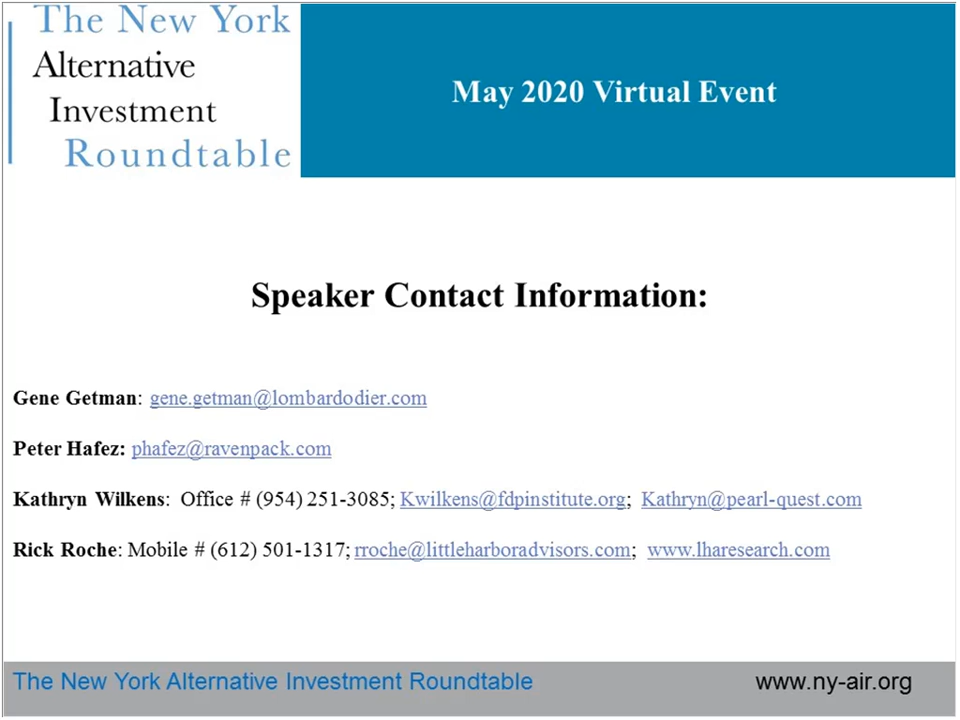 The New York
Alternative
Investment
Roundtable
May 2020 Virtual Event
Speaker Contact Information:
Gene Getman: gene.getman@lombardodier.com
Peter Hafez: phafez@ravenpack.com
Kathryn Wilkens: Office # (954) 251-3085; Kwilkens@fdpinstitute.org; Kathryn@pearl-quest.com
Rick Roche: Mobile # (612) 501-1317; rroche@littleharboradvisors.com; www.lharesearch.com
The New York Alternative Investment Roundtable www.ny-air.org